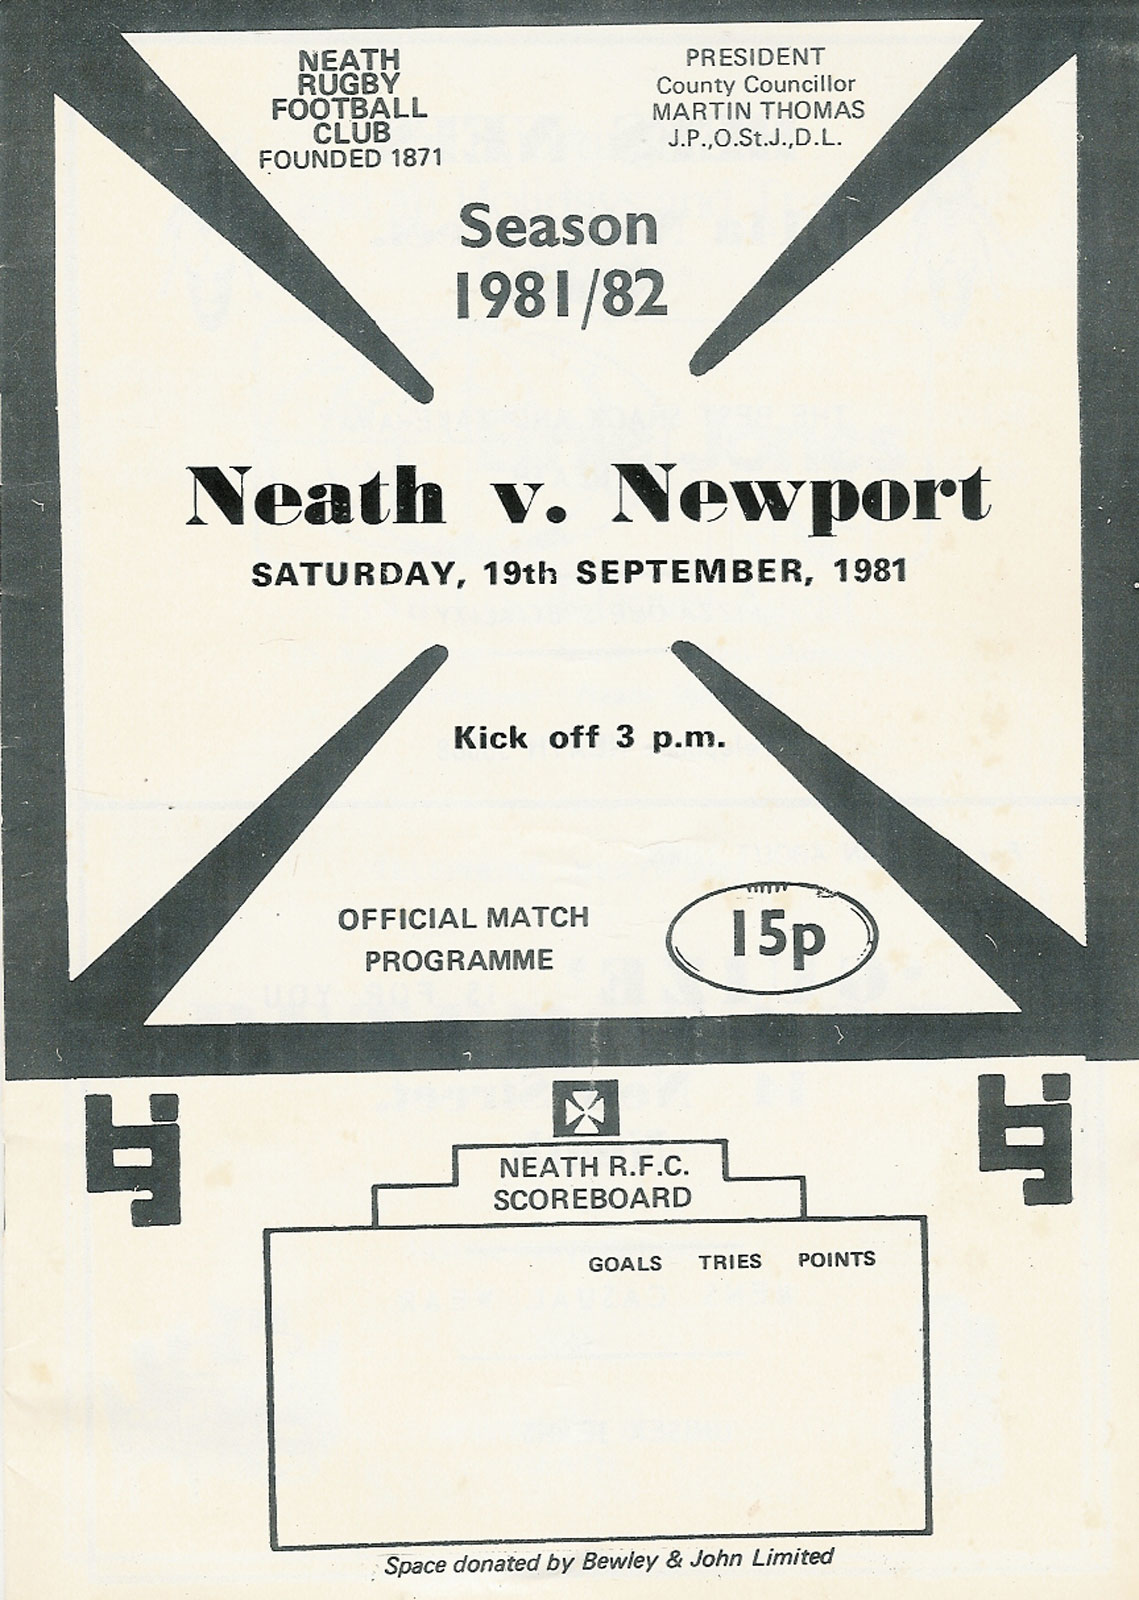 NEATH
RUGBY
FOOTBALL
CLUB
FOUNDED 1871
PRESIDENT
County Councillor
MARTIN THOMAS
J.P.,O.St.J.,D.L.
Season
1981/82
Neath v. Newport
SATURDAY, 19th SEPTEMBER, 1981
Kick off 3 p.m.
OFFICIAL MATCH
PROGRAMME
15p
bj
bj
NEATH R.F.C.
SCOREBOARD
GOALS TRIES POINTS
Space donated by Bewley & John Limited